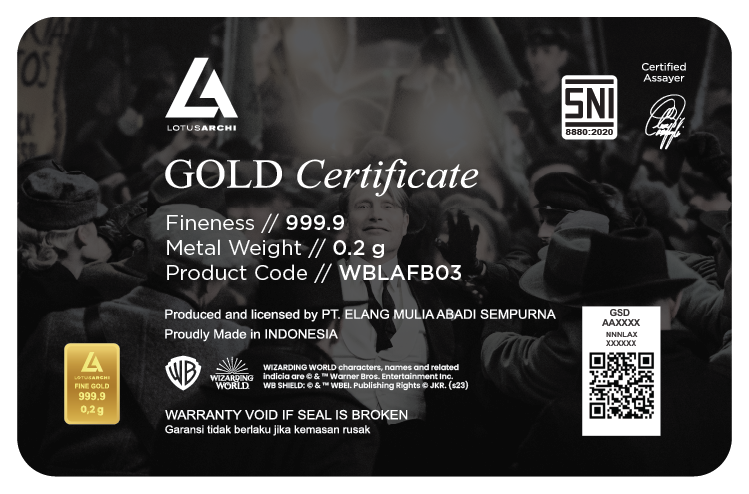 LOTUSARCHI
SNI
8880:2020
Certified
Assayer
GOLD Certificate
Fineness // 999.9
Metal Weight // 0.2 g
Product Code // WBLAFB03
Produced and licensed by PT. ELANG MULIA ABADI SEMPURNA
Proudly Made in INDONESIA
GSD
AAXXXX
NNNLAX
XXXXXX
LOTUSARCHI
FINE GOLD
999.9
0,2 g
WB
WIZARDING
WORLD
WIZARDING WORLD characters, names and related
indicia are © & ™ Warner Bros. Entertainment Inc.
WB SHIELD: © & ™ WBEI. Publishing Rights © JKR. (s23)
WARRANTY VOID IF SEAL IS BROKEN
Garansi tidak berlaku jika kemasan rusak